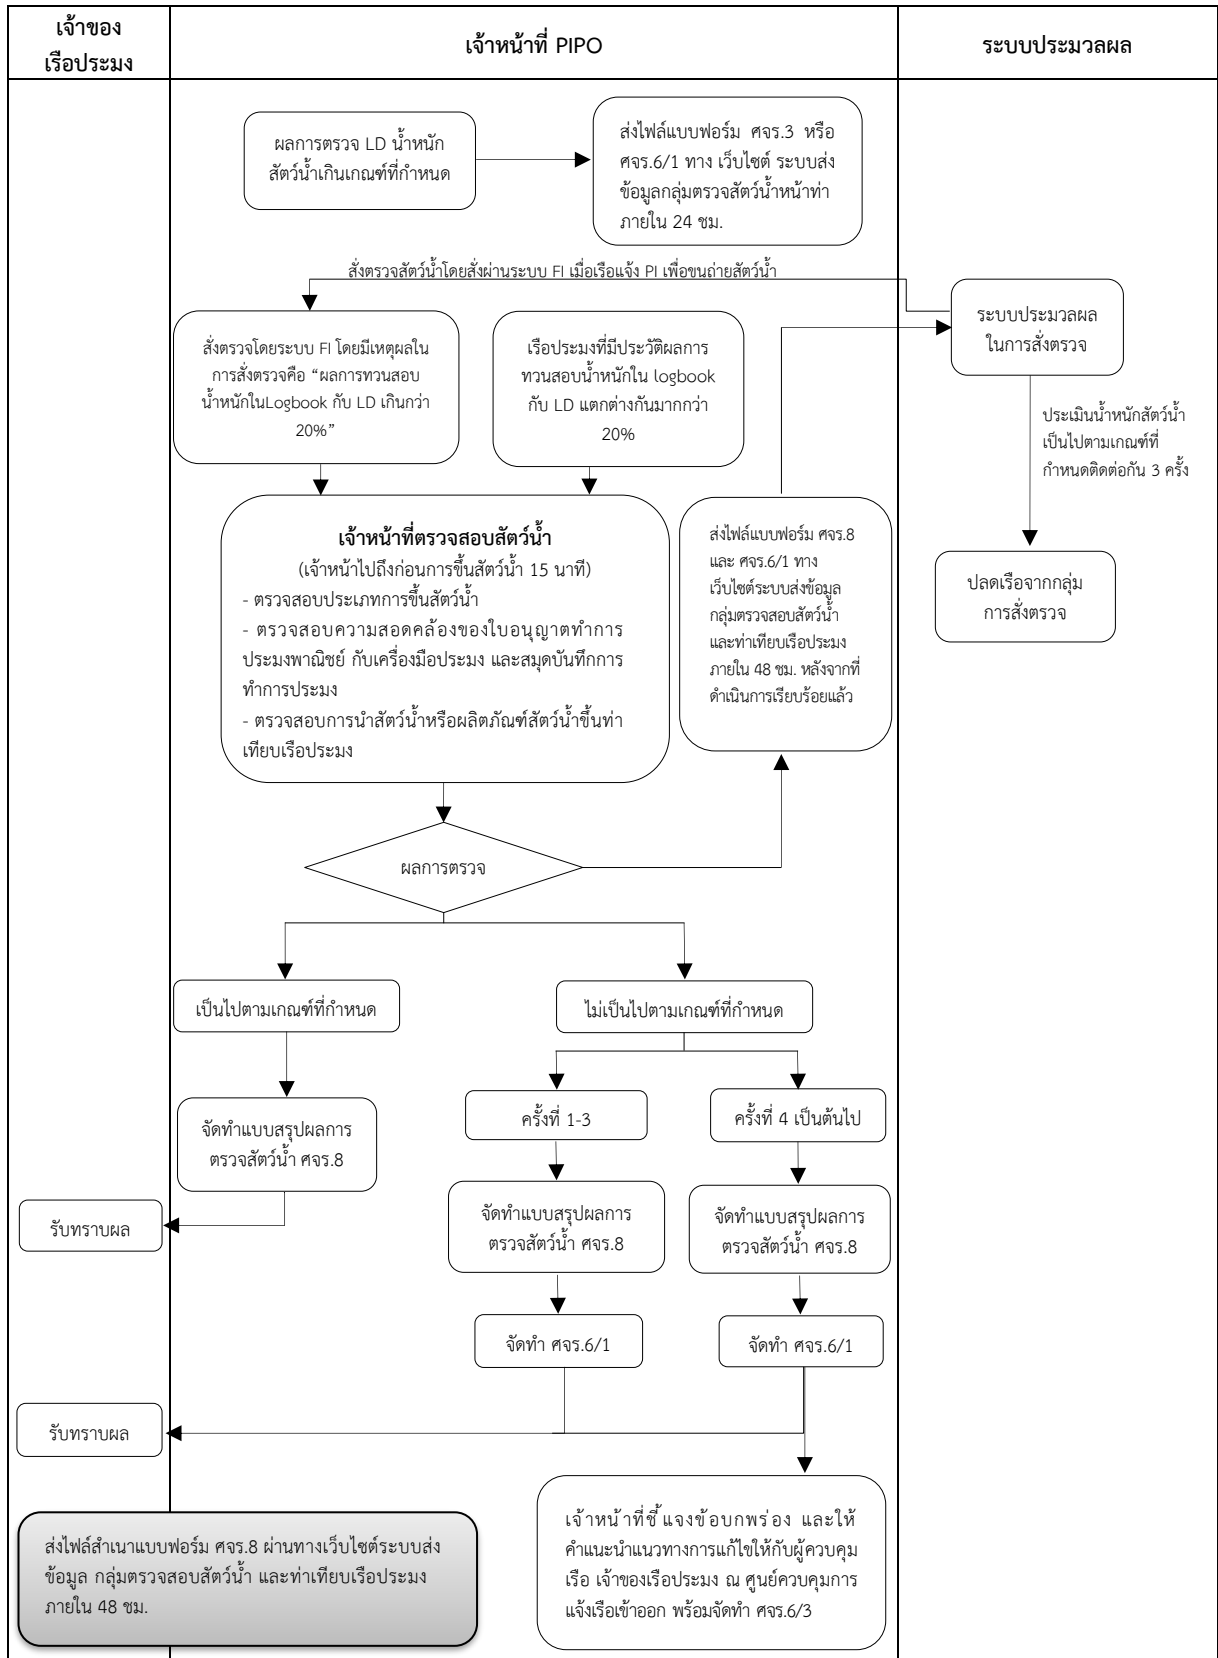 เจ้าของ
เรือประมง
เจ้าหน้าที่ PIPO
ระบบประมวลผล
ผลการตรวจ LD น้ำหนัก
สัตว์น้ำเกินเกณฑ์ที่กำหนด
ส่งไฟล์แบบฟอร์ม ศจร.3 หรือ
ศจร.6/1 ทาง เว็บไซต์ ระบบส่ง
ข้อมูลกลุ่มตรวจสัตว์น้ำหน้าท่า
ภายใน 24 ชม.
สั่งตรวจสัตว์น้ำโดยสั่งผ่านระบบ FI เมื่อเรือแจ้ง PI เพื่อขนถ่ายสัตว์น้ำ
สั่งตรวจโดยระบบ FI โดยมีเหตุผลใน
การสั่งตรวจคือ “ผลการทวนสอบ
น้ำหนักในLogbook กับ LD เกินกว่า
20%”
เรือประมงที่มีประวัติผลการ
ทวนสอบน้ำหนักใน logbook
กับ LD แตกต่างกันมากกว่า
20%
ระบบประมวลผล
ในการสั่งตรวจ
ประเมินน้ำหนักสัตว์น้ำ
เป็นไปตามเกณฑ์ที่
กำหนดติดต่อกัน 3 ครั้ง
ปลดเรือจากกลุ่ม
การสั่งตรวจ
เจ้าหน้าที่ตรวจสอบสัตว์น้ำ
(เจ้าหน้าไปถึงก่อนการขึ้นสัตว์น้ำ 15 นาที)
- ตรวจสอบประเภทการขึ้นสัตว์น้ำ
- ตรวจสอบความสอดคล้องของใบอนุญาตทำการ
ประมงพาณิชย์ กับเครื่องมือประมง และสมุดบันทึกการ
ทำการประมง
- ตรวจสอบการนำสัตว์น้ำหรือผลิตภัณฑ์สัตว์น้ำขึ้นท่า
เทียบเรือประมง
ส่งไฟล์แบบฟอร์ม ศจร.8
และ ศจร.6/1 ทาง
เว็บไซต์ระบบส่งข้อมูล
กลุ่มตรวจสอบสัตว์น้ำ
และท่าเทียบเรือประมง
ภายใน 48 ชม. หลังจากที่
ดำเนินการเรียบร้อยแล้ว
ผลการตรวจ
เป็นไปตามเกณฑ์ที่กำหนด
ไม่เป็นไปตามเกณฑ์ที่กำหนด
ครั้งที่ 1-3
ครั้งที่ 4 เป็นต้นไป
จัดทำแบบสรุปผลการ
ตรวจสัตว์น้ำ ศจร.8
จัดทำแบบสรุปผลการ
ตรวจสัตว์น้ำ ศจร.8
จัดทำแบบสรุปผลการ
ตรวจสัตว์น้ำ ศจร.8
รับทราบผล
จัดทำ ศจร.6/1
จัดทำ ศจร.6/1
รับทราบผล
เจ้าหน้าที่ชี้แจงข้อบกพร่อง และให้
คำแนะนำแนวทางการแก้ไขให้กับผู้ควบคุม
เรือ เจ้าของเรือประมง ณ ศูนย์ควบคุมการ
แจ้งเรือเข้าออก พร้อมจัดทำ ศจร.6/3
ส่งไฟล์สำเนาแบบฟอร์ม ศจร.8 ผ่านทางเว็บไซต์ระบบส่ง
ข้อมูล กลุ่มตรวจสอบสัตว์น้ำ และท่าเทียบเรือประมง
ภายใน 48 ชม.